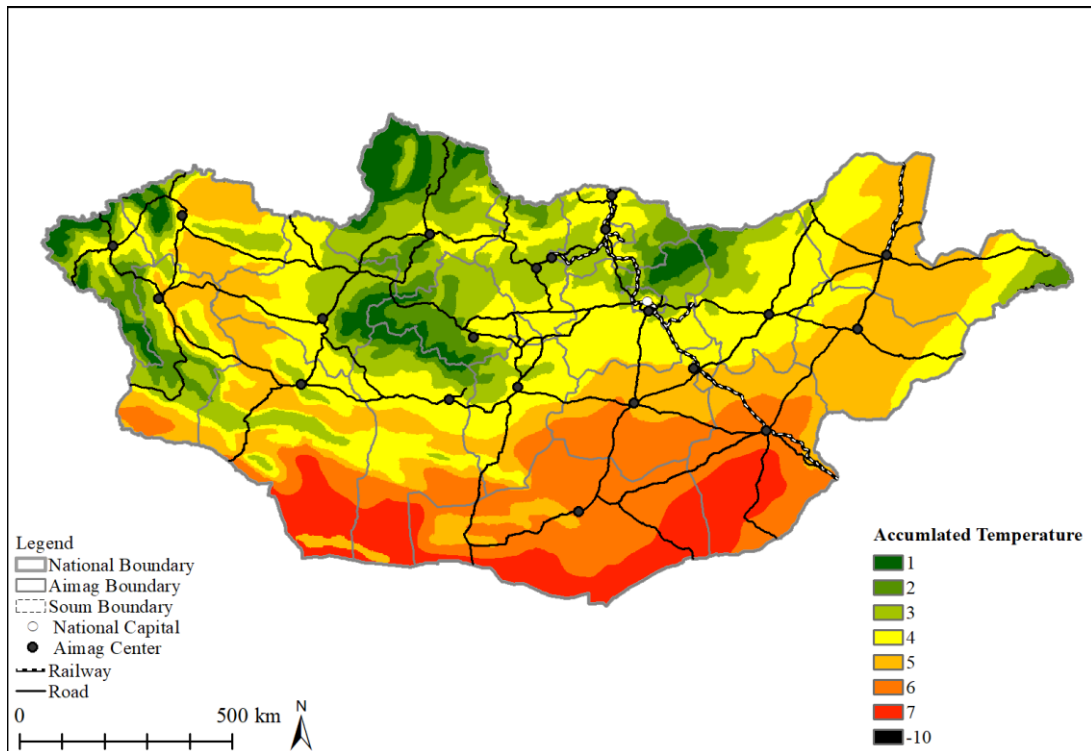 Legend
National Boundary
Aimag Boundary
Soum Boundary
National Capital
Aimag Center
Railway
Road
0 500 km
N
Accumlated Temperature
1
2
3
4
5
6
7
-10